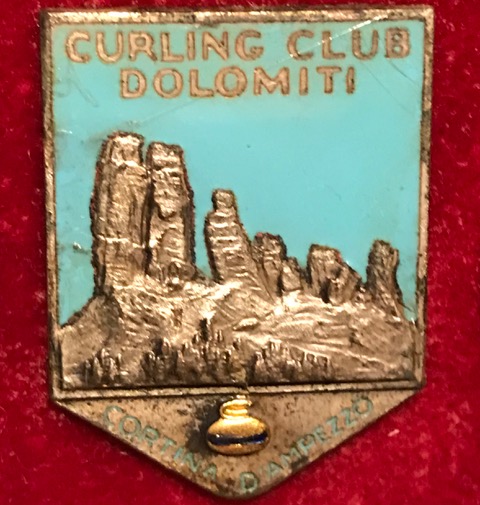 CURLING CLUB
DOLOMITI
CORTINA D AMPEZZO